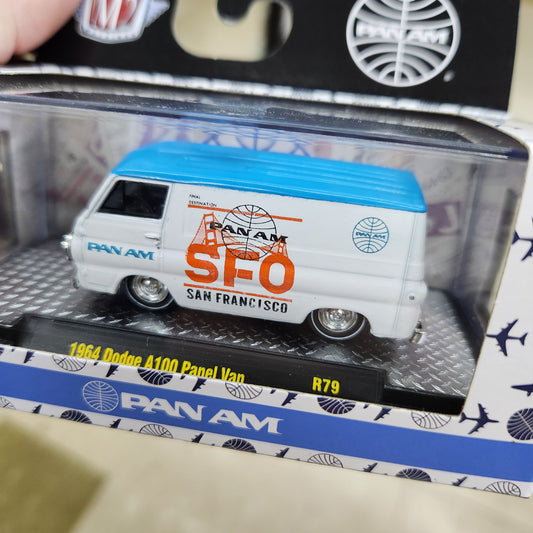 PAN AM
®
FINAL
DESTINATION
PAN AM
SFO
SAN FRANCISCO
PAN AM
1964 Dodge A100 Panel Van
R79
PAN AM